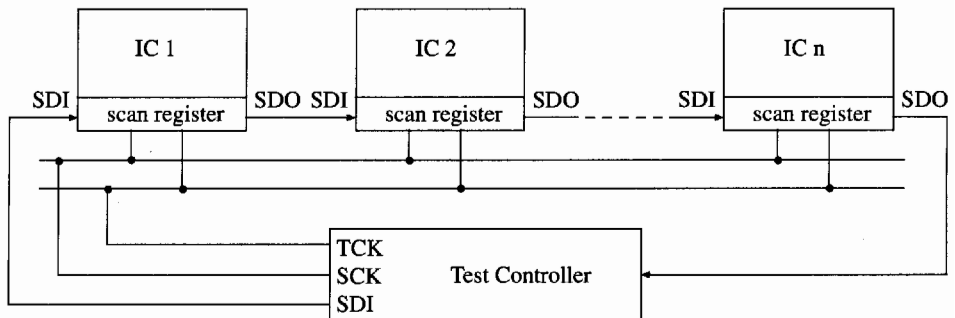 IC 1
IC 2
IC n
SDI
SDO
SDI
SDO
SDI
SDO
scan register
scan register
scan register
TCK
SCK
Test Controller
SDI